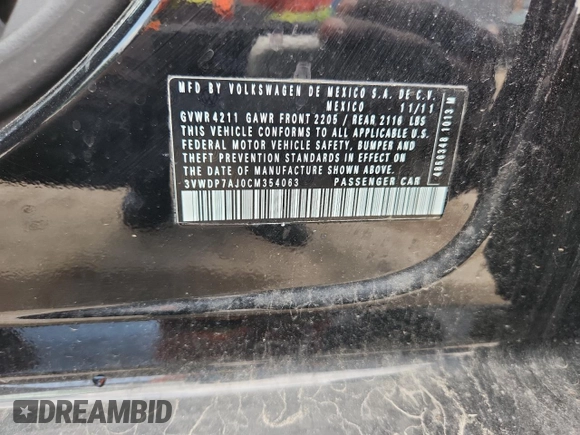 MFD BY VOLKSWAGEN DE MEXICO S.A. DE C.V.
MEXICO 11/11
GVWR 4211 GAWR FRONT 2205 / REAR 2116 LBS
THIS VEHICLE CONFORMS TO ALL APPLICABLE U.S.
FEDERAL MOTOR VEHICLE SAFETY, BUMPER AND
THEFT PREVENTION STANDARDS IN EFFECT ON THE
DATE OF MANUFACTURE SHOWN ABOVE.
3VWDP7AJ0CM354063 PASSENGER CAR
1013 M
DREAMBID